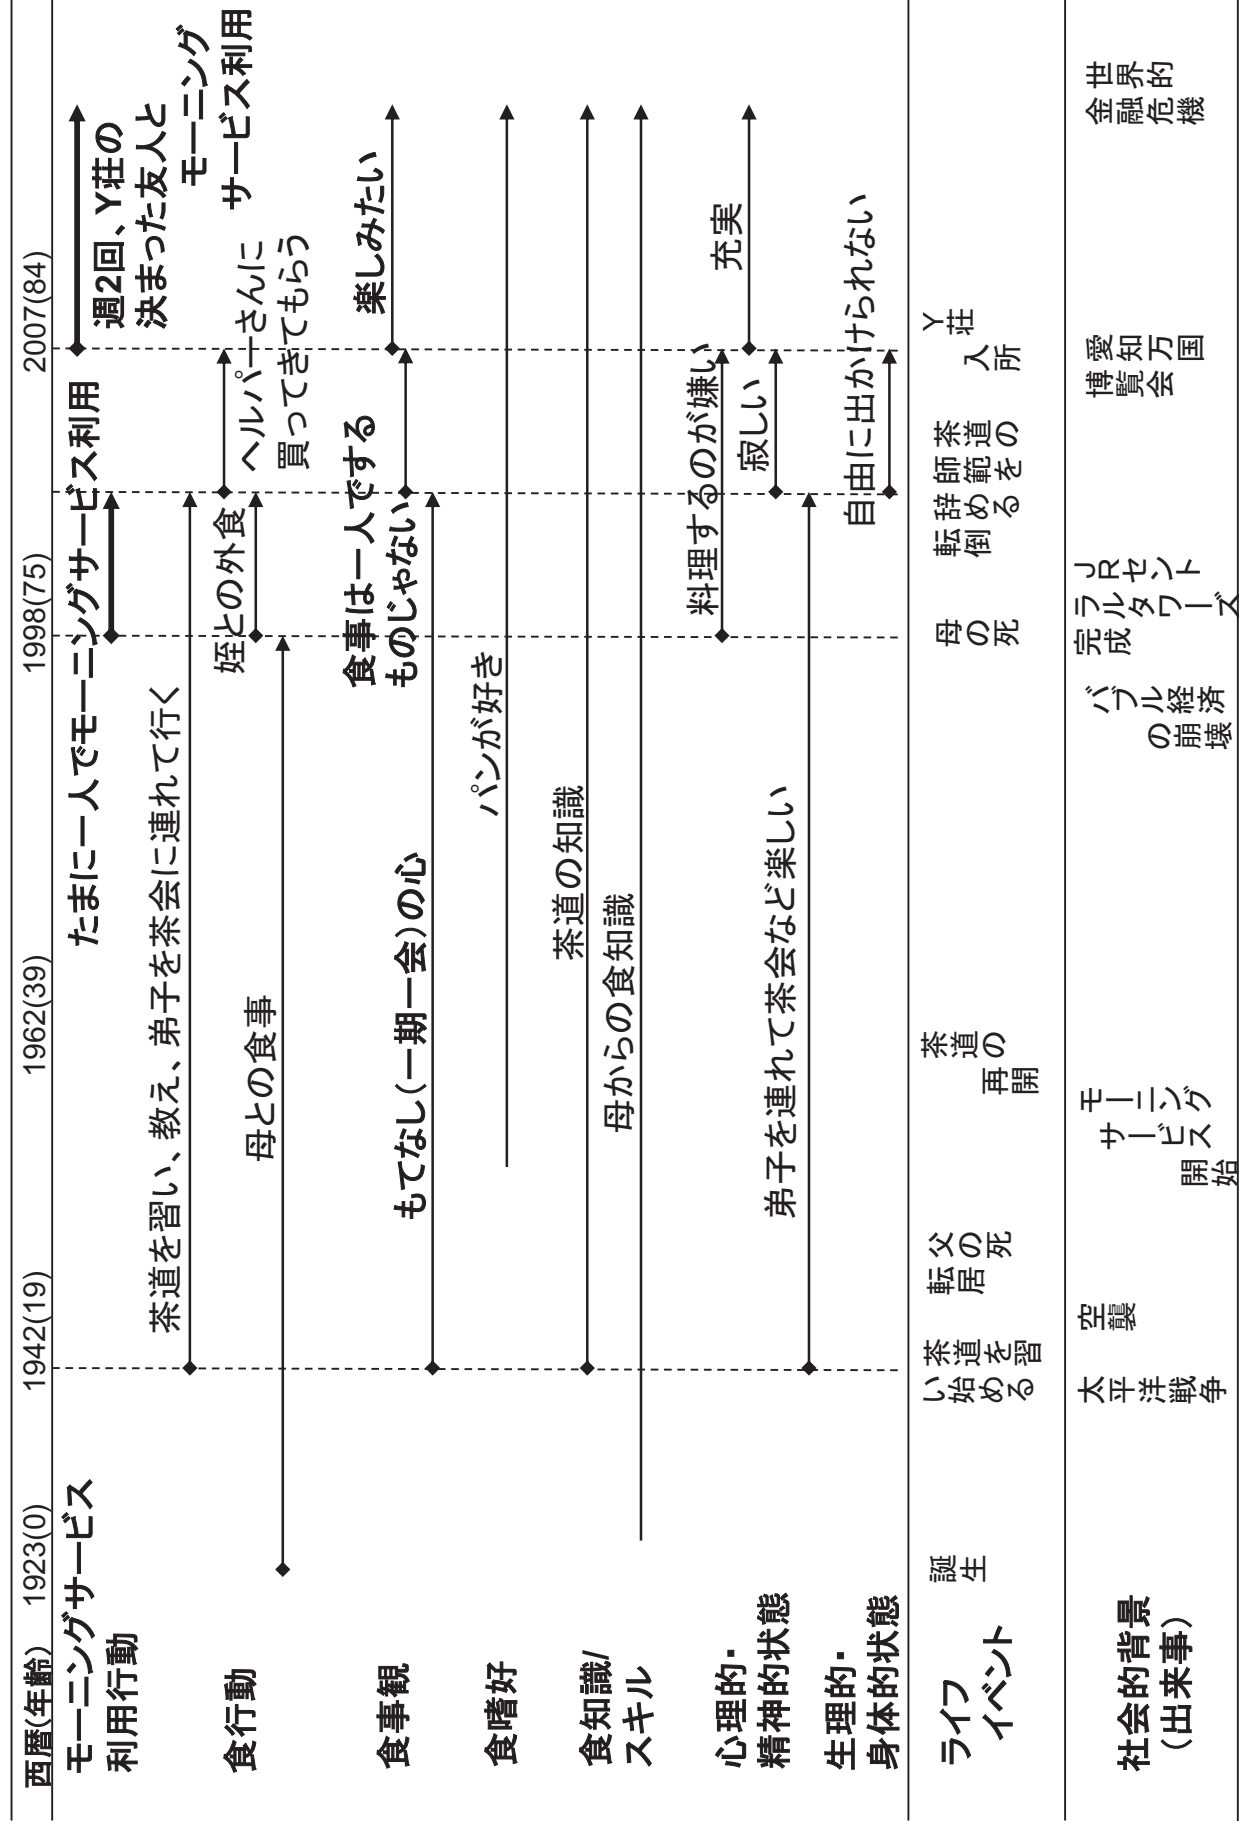 西暦(年齢)
1923(0)
1942(19)
1962(39)
1998(75)
2007(84)
モーニングサービス
利用行動
たまに一人でモーニングサービス利用
週2回、Y荘の
決まった友人と
モーニング
サービス利用
食行動
茶道を習い、教え、弟子を茶会に連れて行く
母との食事
姪との外食
ヘルパーさんに
買ってきてもらう
食事観
もてなし(一期一会)の心
食事は一人でする
ものじゃない
楽しみたい
食嗜好
パンが好き
食知識/
スキル
茶道の知識
母からの食知識
心理的・
精神的状態
弟子を連れて茶会など楽しい
料理するのが嫌い
寂しい
充実
生理的・
身体的状態
自由に出かけられない
ライフ
イベント
誕生
茶道を習
い始める
父の死
転居
茶道の
再開
母の死
茶道の
師範を
辞める
転倒
Y荘
入所
社会的背景
(出来事)
太平洋戦争
空襲
モーニング
サービス
開始
バブル経済
の崩壊
JRセント
ラルタワーズ
完成
愛知万国
博覧会
世界的
金融危機